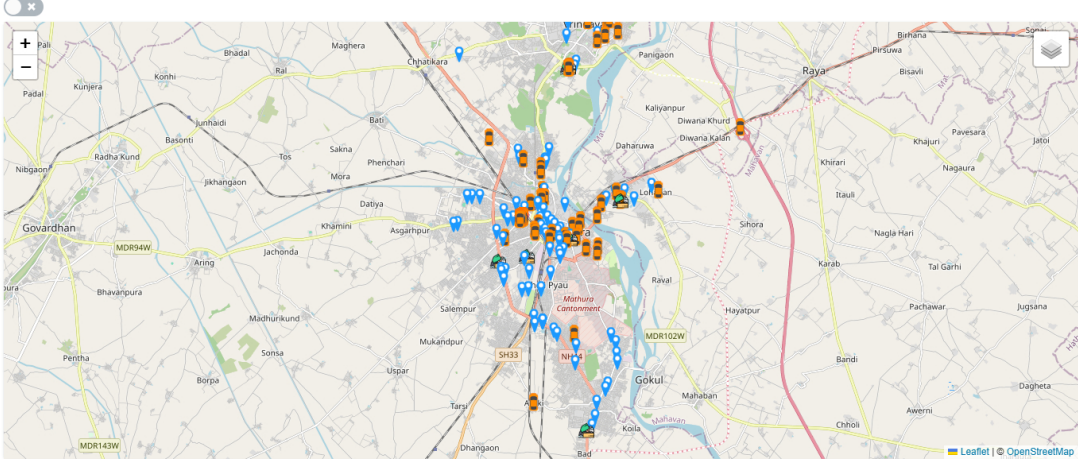 +
−
Pali
Bhadal
Maghera
Chhatikara
Panigaon
Birhana
Pirsuwa
Ral
Raya
Bisavli
Konhi
Kunjera
Padal
Kaliyanpur
Junhaidi
Bati
Diwana Khurd
Pavesara
Basonti
Diwana Kalan
Khajuri
Jatoi
Radha Kund
Tos
Sakna
Daharuwa
Nibgaon
Phenchari
Khirari
Nagaura
Mora
Jikhangaon
Itauli
Datiya
Govardhan
Khamini
Asgarhpur
Sihora
Nagla Hari
MDR94W
Jachonda
Aring
Karab
Tal Garhi
Bhavanpura
Pyau
Raval
Mathura
Cantonment
Salempur
Hayatpur
Pachawar
Jugsana
Madhurikund
Mukandpur
MDR102W
Sonsa
SH33
Pentha
Bandi
Uspar
Borpa
Gokul
Dagheta
Mahaban
Tarsi
Awerni
Mahavan
Koila
Chholi
MDR143W
Dhangaon
Bad
Leaflet | © OpenStreetMap